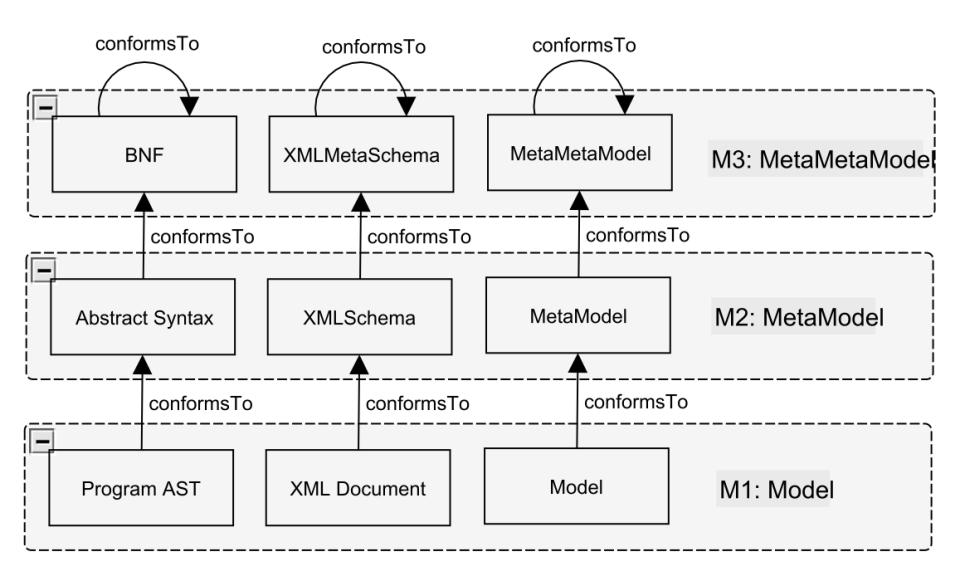 conformsTo
conformsTo
conformsTo
BNF
XMLMetaSchema
MetaMetaModel
M3: MetaMetaModel
conformsTo
conformsTo
conformsTo
Abstract Syntax
XMLSchema
MetaModel
M2: MetaModel
conformsTo
conformsTo
conformsTo
Program AST
XML Document
Model
M1: Model